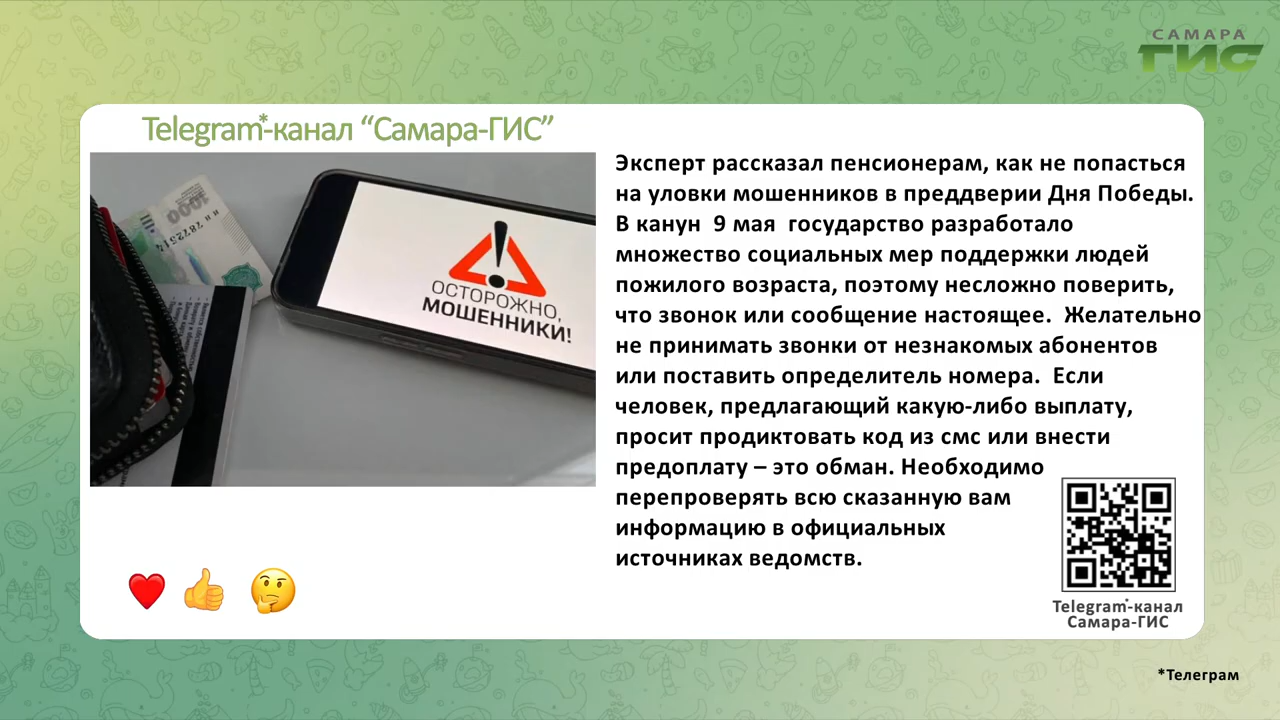 САМАРА
ГИС
Telegram*-канал “Самара-ГИС”
1000
7872514
ОСТОРОЖНО,
МОШЕННИКИ!
Эксперт рассказал пенсионерам, как не попасться
на уловки мошенников в преддверии Дня Победы.
В канун 9 мая государство разработало
множество социальных мер поддержки людей
пожилого возраста, поэтому несложно поверить,
что звонок или сообщение настоящее. Желательно
не принимать звонки от незнакомых абонентов
или поставить определитель номера. Если
человек, предлагающий какую-либо выплату,
просит продиктовать код из смс или внести
предоплату – это обман. Необходимо
перепроверять всю сказанную вам
информацию в официальных
источниках ведомств.
Telegram*-канал
Самара-ГИС
*Телеграм